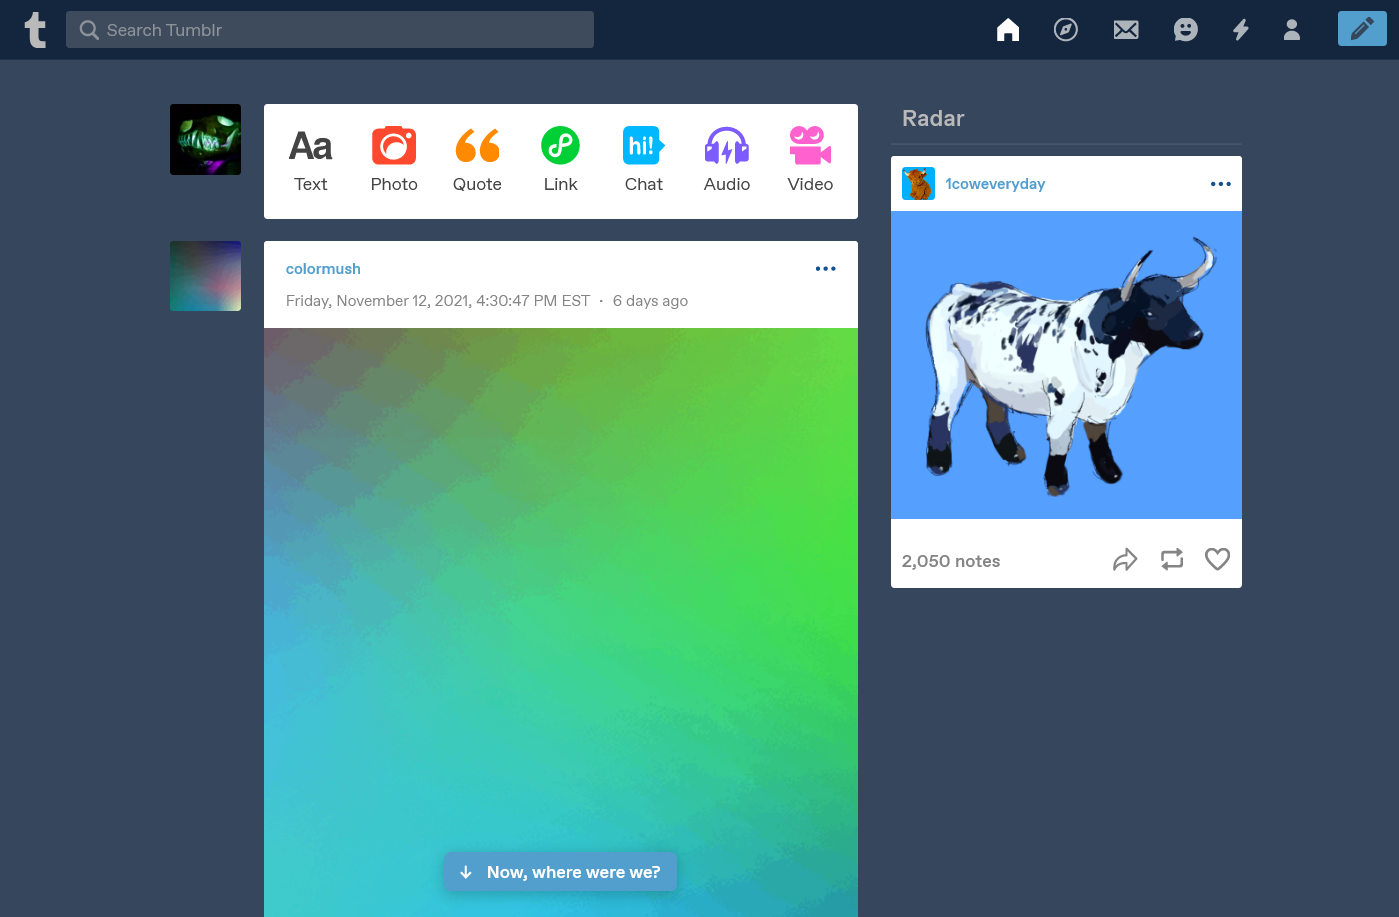 t
Search Tumblr
Aa
hi!
Text
Photo
Quote
Link
Chat
Audio
Video
colormush
Friday, November 12, 2021, 4:30:47 PM EST · 6 days ago
Now, where were we?
Radar
1coweveryday
2,050 notes